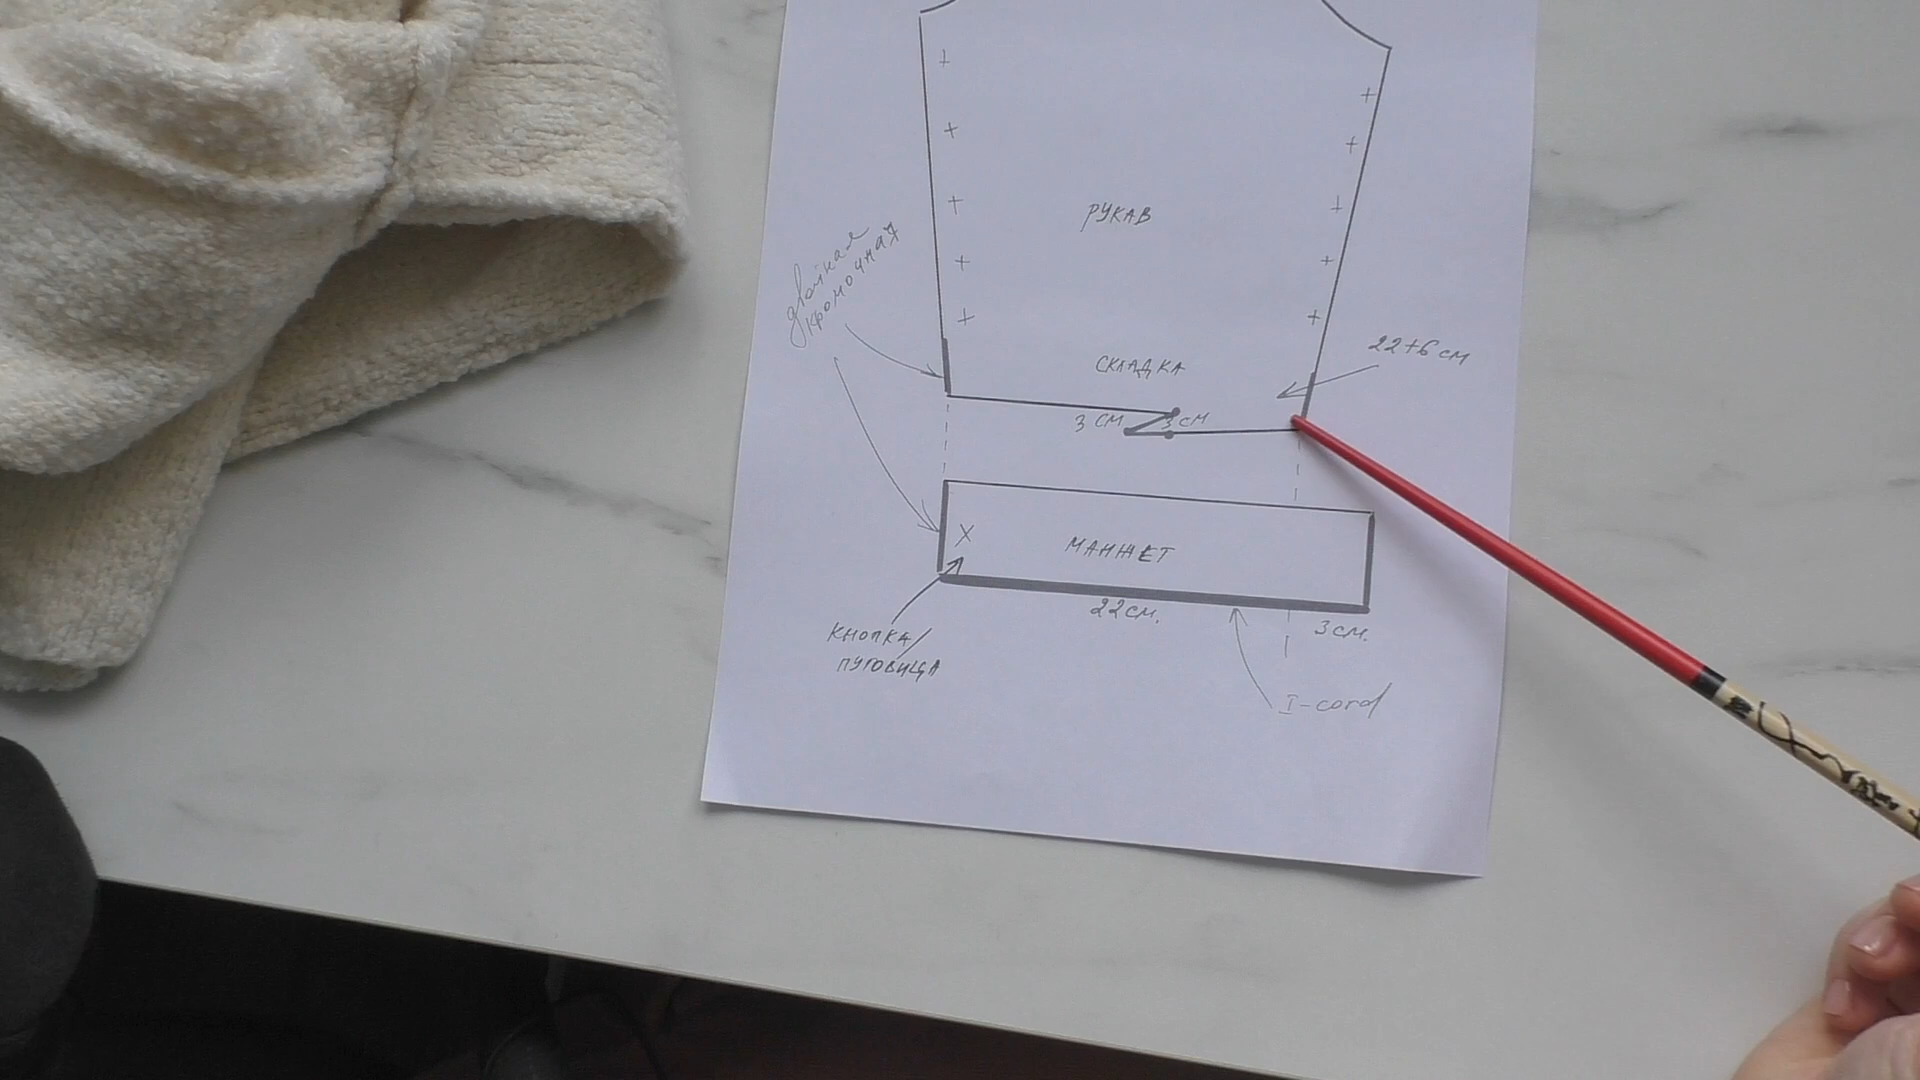 РУКАВ
двойная
кромочная
СКЛАДКА
22+6 см
3 СМ
3 СМ
МАНЖЕТ
22 СМ.
3 СМ.
КНОПКА/
ПУГОВИЦА
I-cord